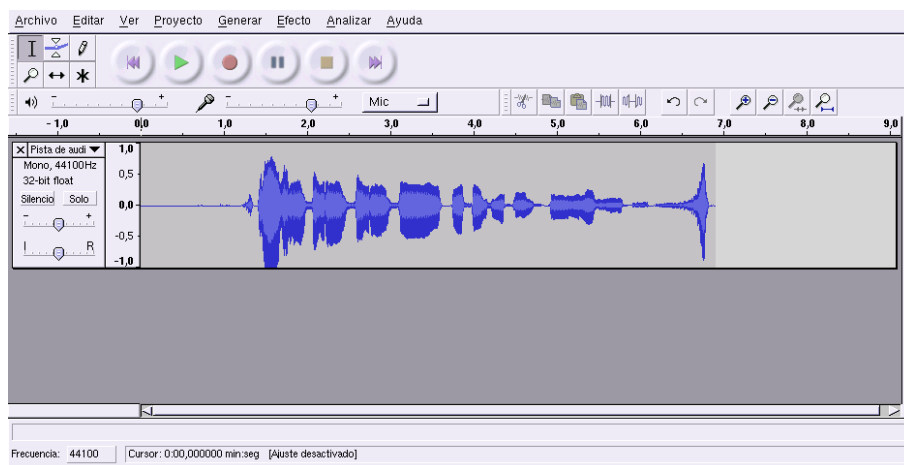 Archivo Editar Ver Proyecto Generar Efecto Analizar Ayuda
Mic
- 1,0 0,0 1,0 2,0 3,0 4,0 5,0 6,0 7,0 8,0 9,0
Pista de audi
Mono, 44100Hz
32-bit float
Silencio Solo
- +
I R
1,0
0,5
0,0
-0,5
-1,0
Frecuencia: 44100 Cursor: 0:00,000000 min:seg [Ajuste desactivado]